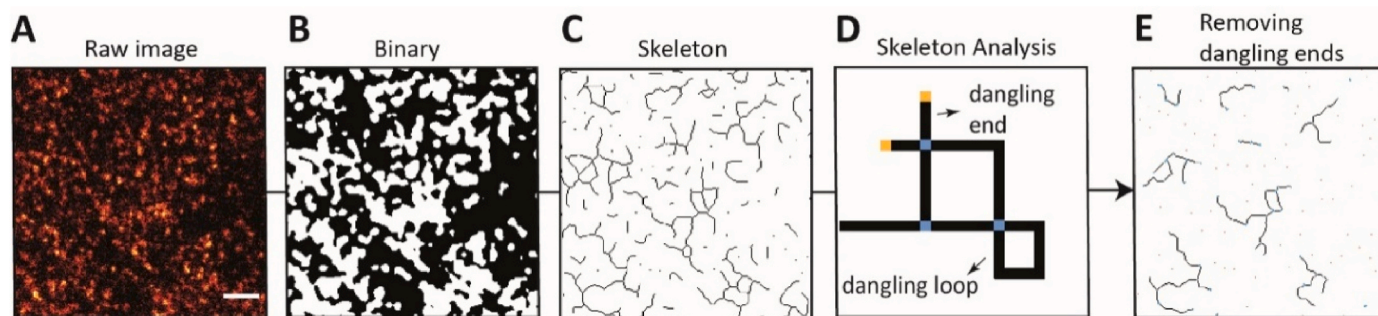 A
Raw image
B
Binary
C
Skeleton
D
Skeleton Analysis
dangling
end
dangling loop
E
Removing
dangling ends